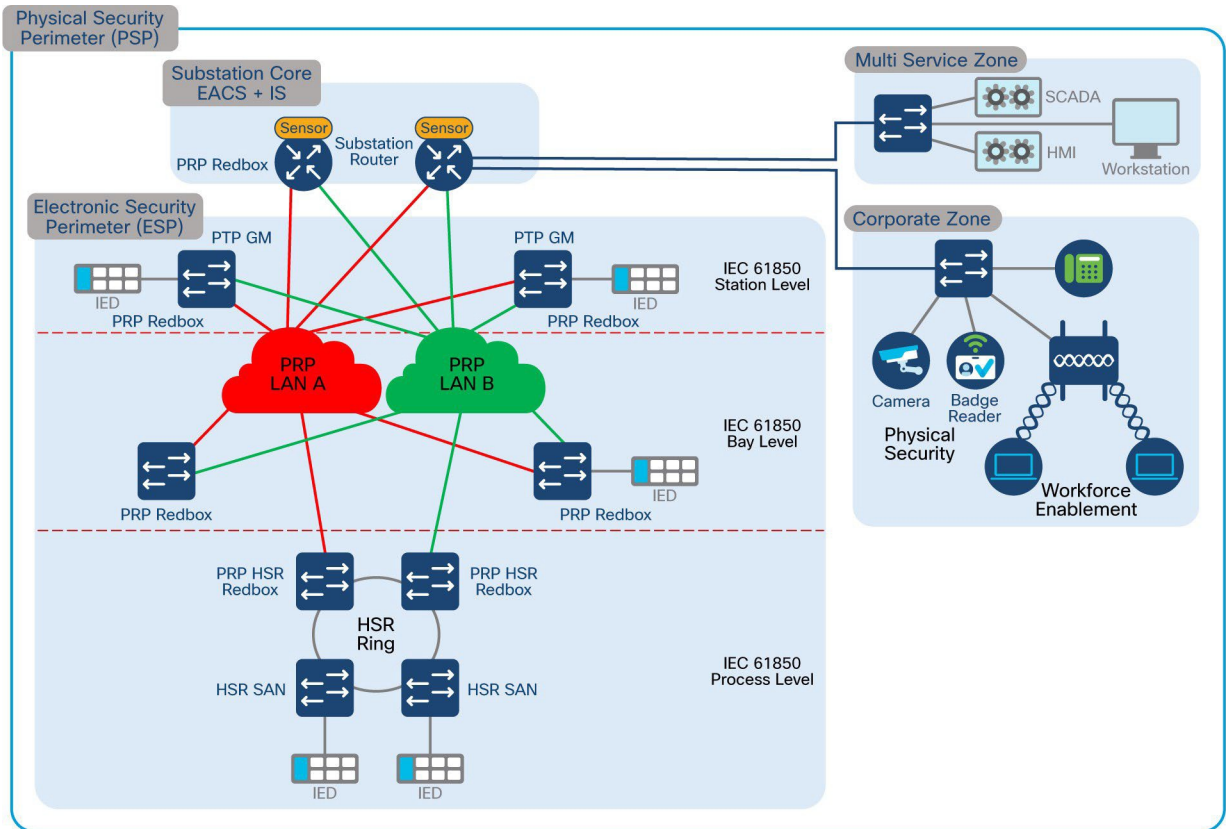 Physical Security
Perimeter (PSP)
Substation Core
EACS + IS
Sensor
Sensor
PRP Redbox
Substation
Router
Multi Service Zone
SCADA
HMI
Workstation
Electronic Security
Perimeter (ESP)
PTP GM
PTP GM
IED
IED
PRP Redbox
PRP Redbox
IEC 61850
Station Level
Corporate Zone
Camera
Badge
Reader
Physical
Security
Workforce
Enablement
PRP
LAN A
PRP
LAN B
IEC 61850
Bay Level
PRP Redbox
PRP Redbox
IED
PRP HSR
Redbox
PRP HSR
Redbox
HSR
Ring
HSR SAN
HSR SAN
IEC 61850
Process Level
IED
IED